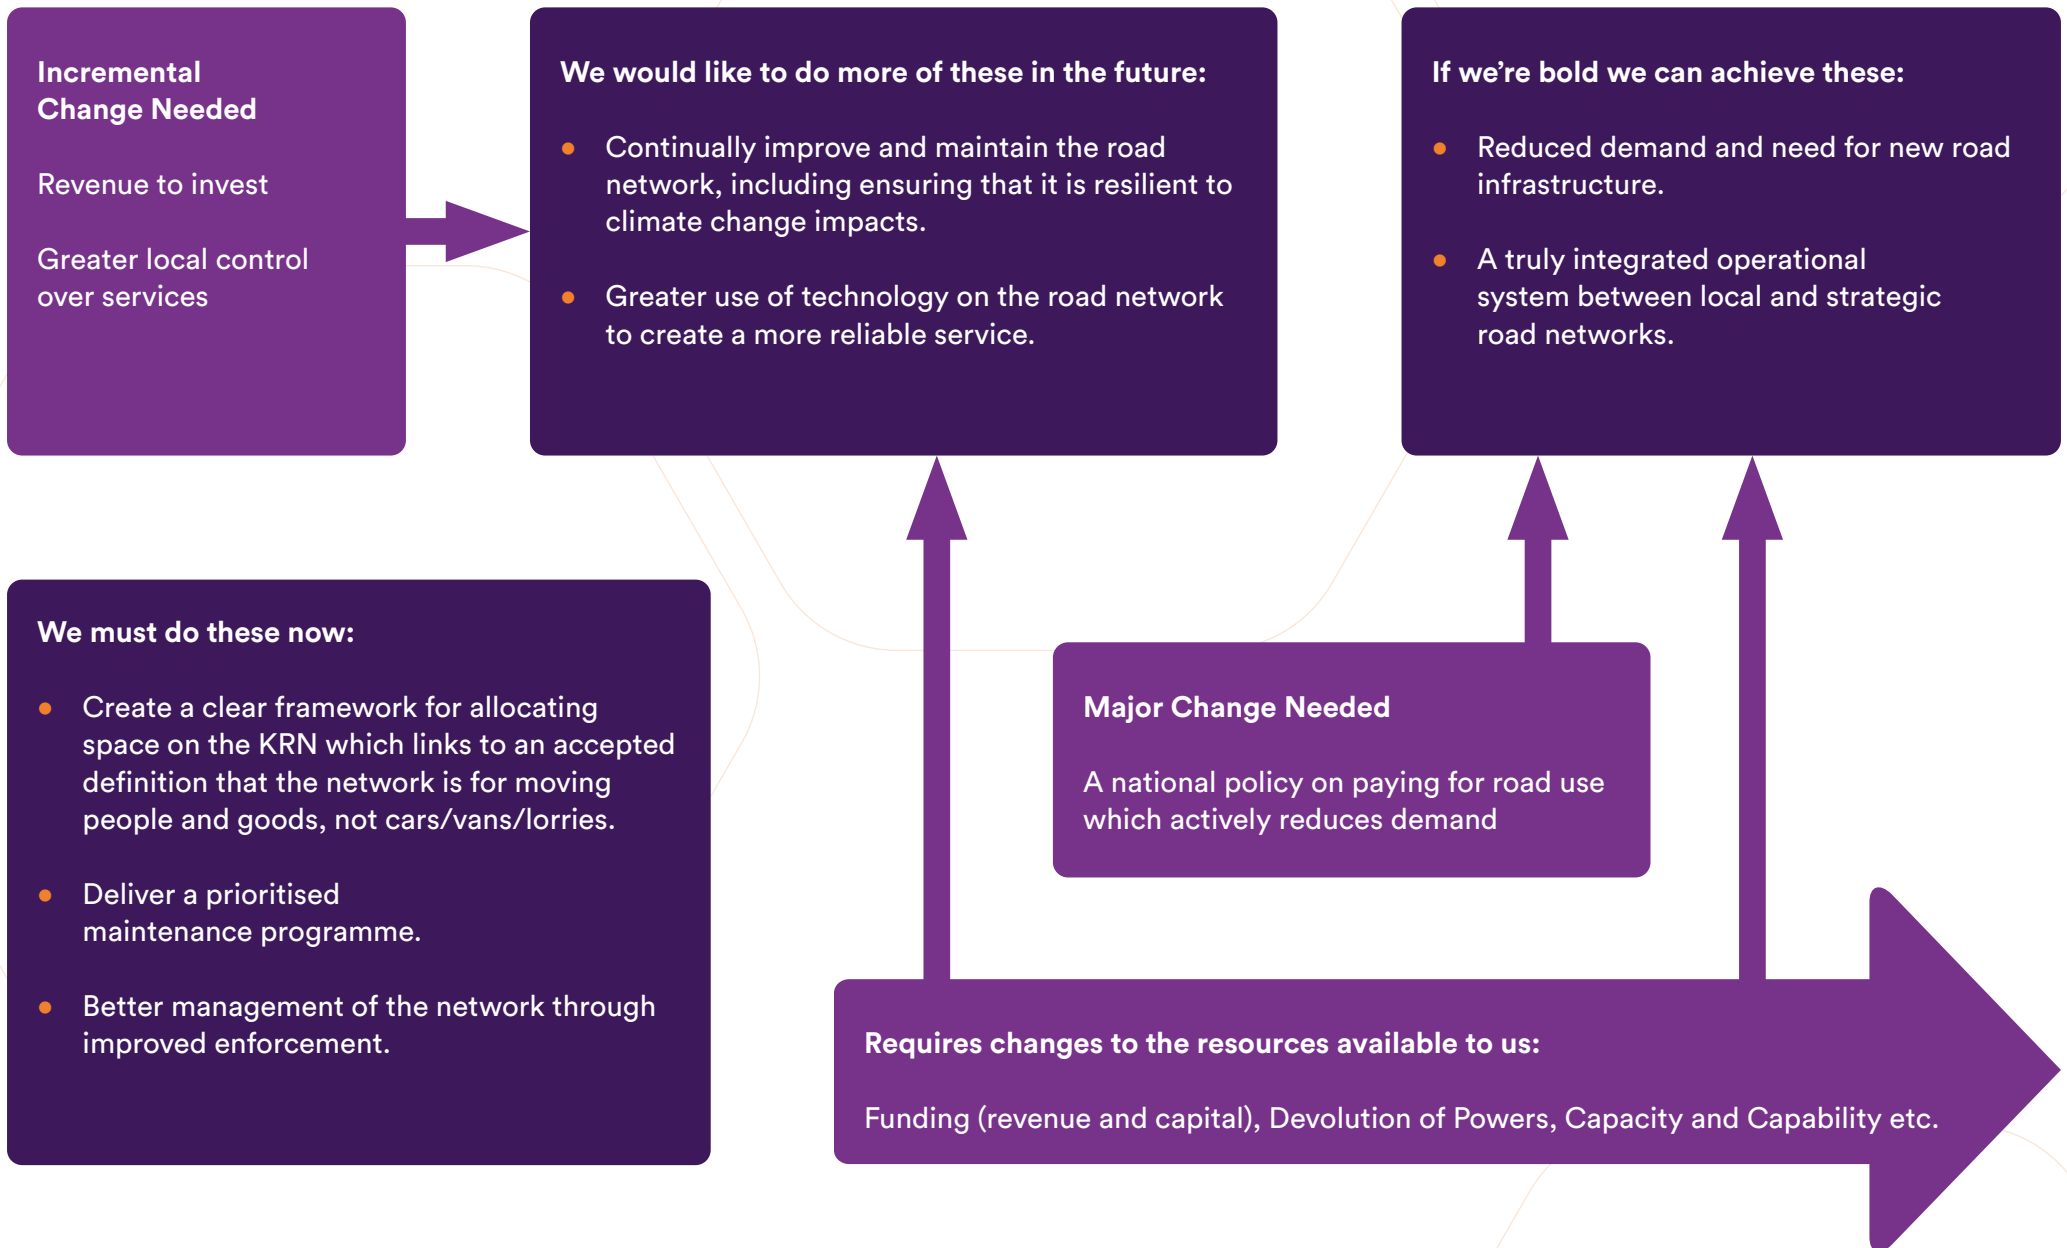 Incremental
Change Needed
Revenue to invest
Greater local control
over services
We would like to do more of these in the future:
• Continually improve and maintain the road
network, including ensuring that it is resilient to
climate change impacts.
• Greater use of technology on the road network
to create a more reliable service.
If we’re bold we can achieve these:
• Reduced demand and need for new road
infrastructure.
• A truly integrated operational
system between local and strategic
road networks.
We must do these now:
• Create a clear framework for allocating
space on the KRN which links to an accepted
definition that the network is for moving
people and goods, not cars/vans/lorries.
• Deliver a prioritised
maintenance programme.
• Better management of the network through
improved enforcement.
Major Change Needed
A national policy on paying for road use
which actively reduces demand
Requires changes to the resources available to us:
Funding (revenue and capital), Devolution of Powers, Capacity and Capability etc.